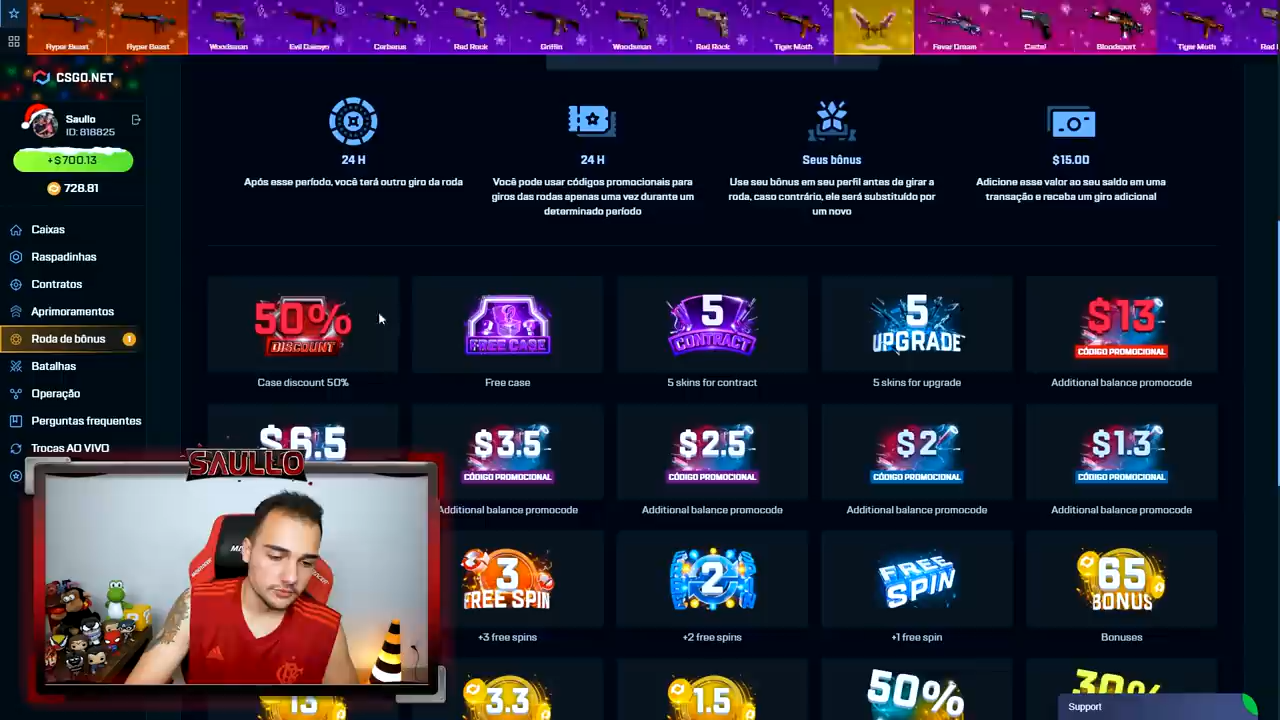 Hyper Beast
Hyper Beast
Woodsman
Evil Daimyo
Cerberus
Red Rock
Griffin
Woodsman
Red Rock
Tiger Moth
Fever Dream
Castel
Bloodsport
Tiger Moth
CSGO.NET
Saullo
ID: 818825
+$700.13
728.81
Caixas
Raspadinhas
Contratos
Aprimoramentos
Roda de bônus 1
Batalhas
Operação
Perguntas frequentes
Trocas AO VIVO
24 H
Após esse período, você terá outro giro da roda
24 H
Você pode usar códigos promocionais para
giros das rodas apenas uma vez durante um
determinado período
Seus bônus
Use seu bônus em seu perfil antes de girar a
roda, caso contrário, ele será substituído por
um novo
$15.00
Adicione esse valor ao seu saldo em uma
transação e receba um giro adicional
50%
DISCOUNT
Case discount 50%
FREE CASE
Free case
5
CONTRACT
5 skins for contract
5
UPGRADE
5 skins for upgrade
$13
CÓDIGO PROMOCIONAL
Additional balance promocode
$6.5
$3.5
CÓDIGO PROMOCIONAL
Additional balance promocode
$2.5
CÓDIGO PROMOCIONAL
Additional balance promocode
$2
CÓDIGO PROMOCIONAL
Additional balance promocode
$1.3
CÓDIGO PROMOCIONAL
Additional balance promocode
3
FREE SPIN
+3 free spins
2
+2 free spins
FREE
SPIN
+1 free spin
65
BONUS
Bonuses
13
3.3
1.5
50%
30%
Support
SAULLO